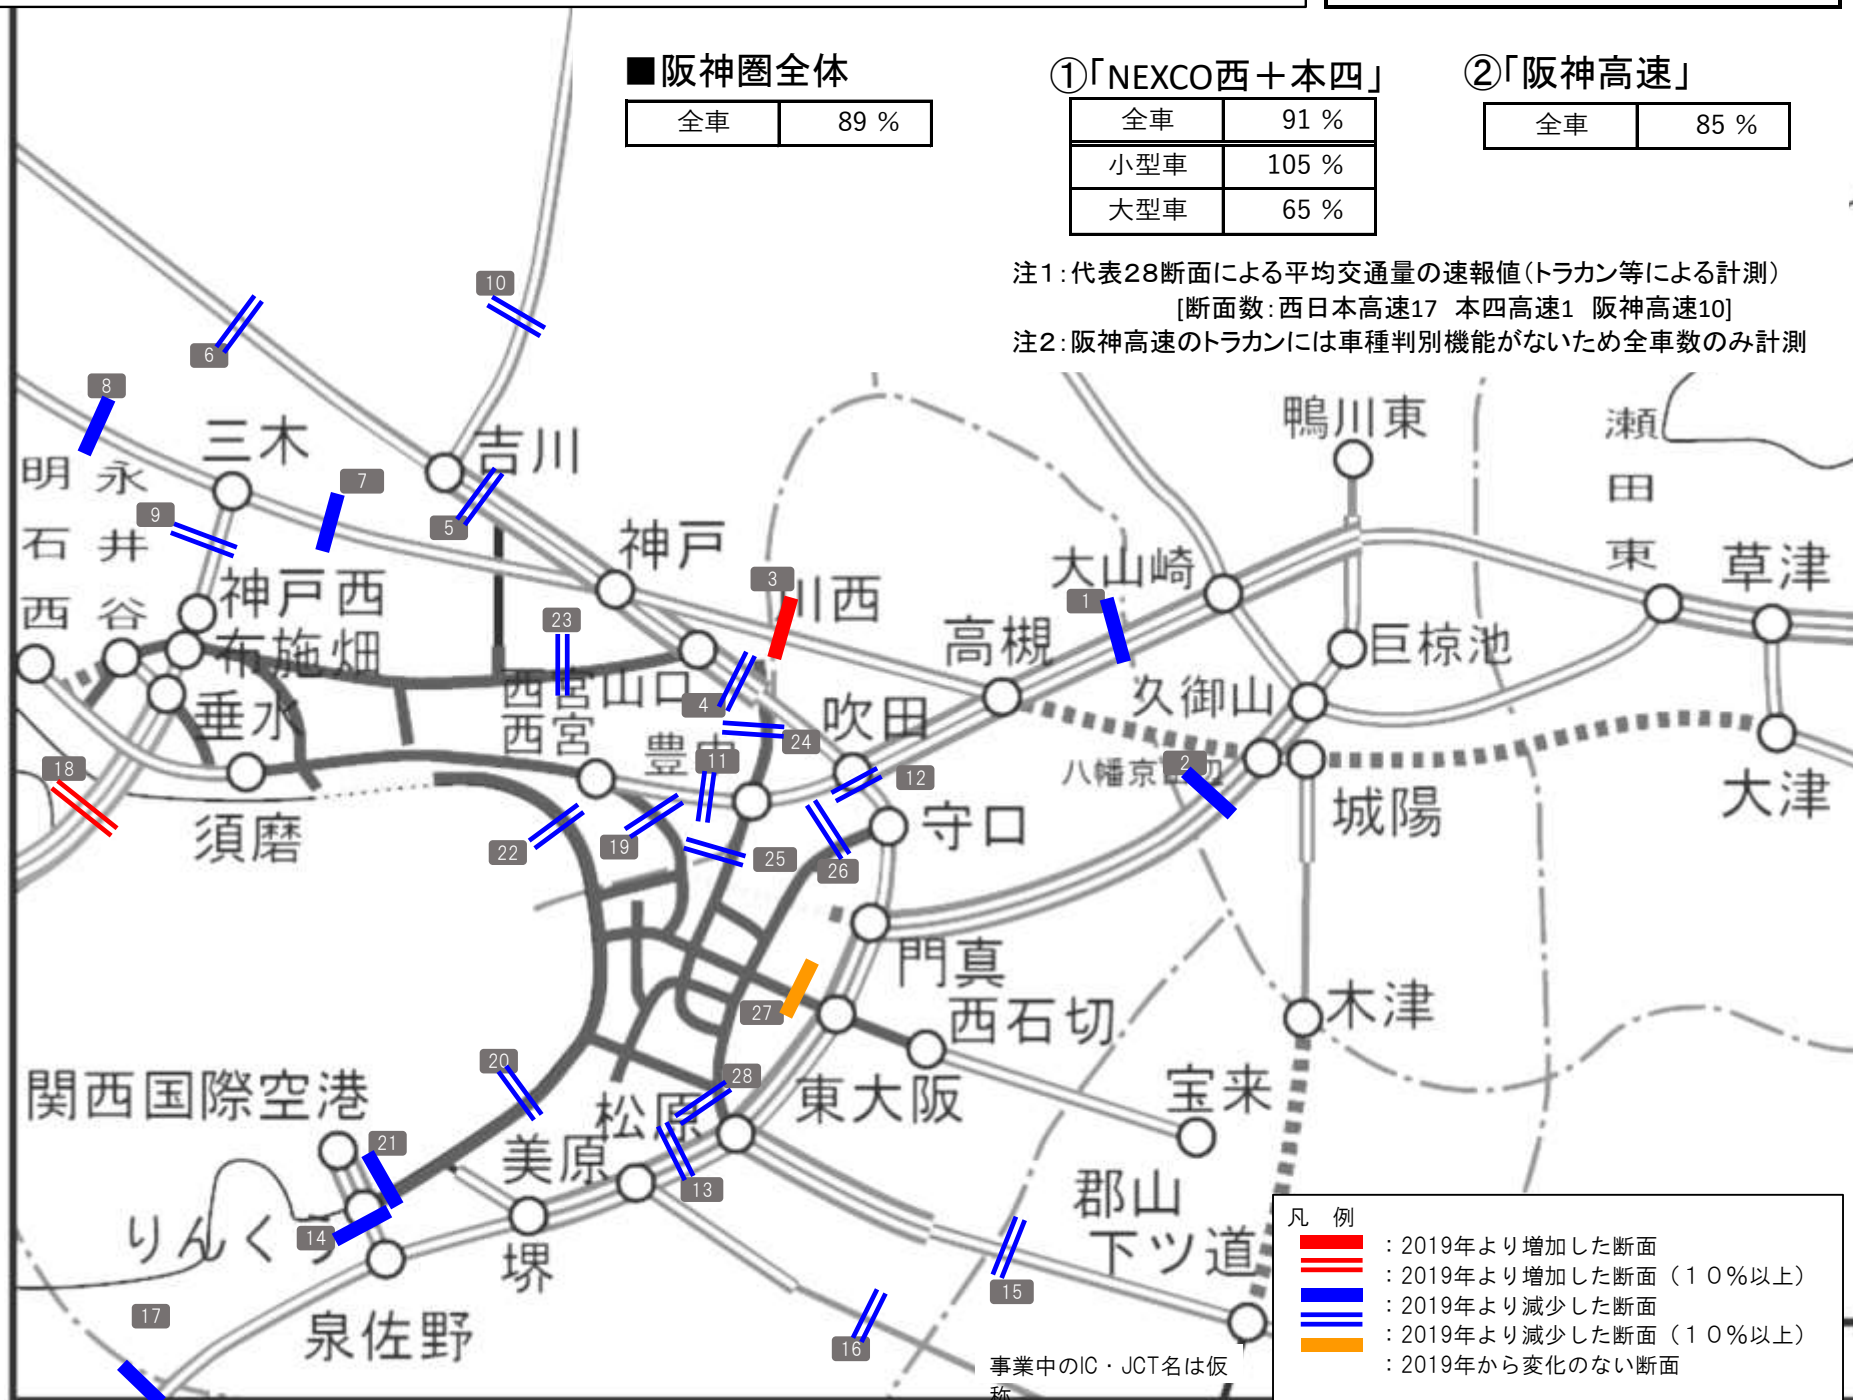 ■阪神圏全体
全車 89 %
①「NEXCO西＋本四」
全車 91 %
小型車 105 %
大型車 65 %
②「阪神高速」
全車 85 %
注1：代表28断面による平均交通量の速報値（トラカン等による計測）
[断面数：西日本高速17 本四高速1 阪神高速10]
注2：阪神高速のトラカンには車種判別機能がないため全車数のみ計測
10
6
8
三木
吉川
鴨川東
瀬田東
明石西
永井谷
7
9
5
神戸
大山崎
草津
神戸西
布施畑
3
川西
1
23
高槻
巨椋池
西宮山口
4
久御山
垂水
西宮
吹田
24
豊中
11
12
2
18
八幡京田辺
大津
須磨
22
19
25
26
守口
城陽
門真
27
西石切
木津
20
28
関西国際空港
松原
東大阪
宝来
21
美原
13
郡山
りんくう
14
堺
下ツ道
15
17
泉佐野
16
事業中のIC・JCT名は仮
称
凡 例
：2019年より増加した断面
：2019年より増加した断面（１０％以上）
：2019年より減少した断面
：2019年より減少した断面（１０％以上）
：2019年から変化のない断面